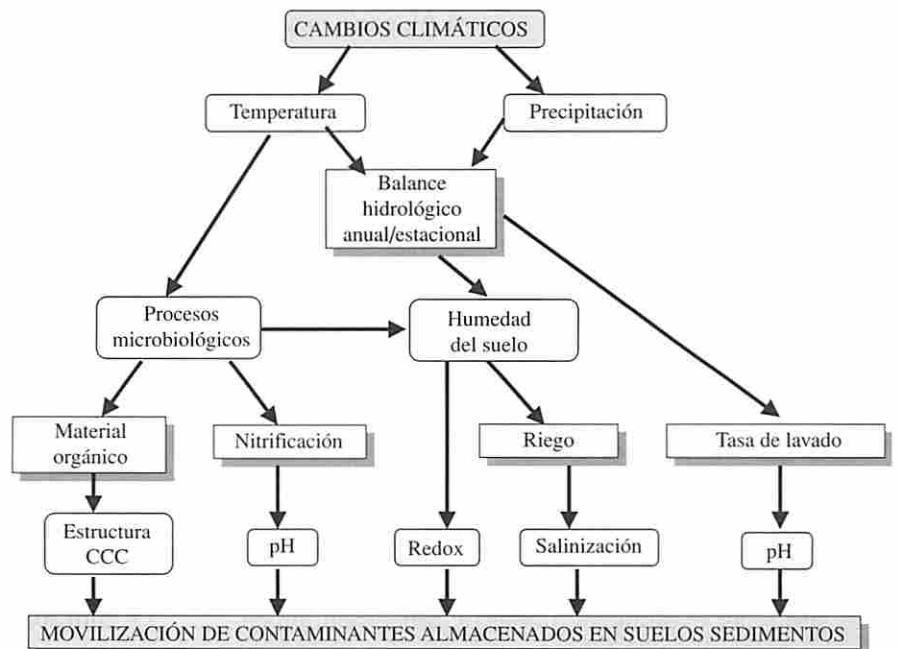 CAMBIOS CLIMÁTICOS
Temperatura
Precipitación
Balance
hidrológico
anual/estacional
Procesos
microbiológicos
Humedad
del suelo
Material
orgánico
Nitrificación
Riego
Tasa de lavado
Estructura
CCC
pH
Redox
Salinización
pH
MOVILIZACIÓN DE CONTAMINANTES ALMACENADOS EN SUELOS SEDIMENTOS